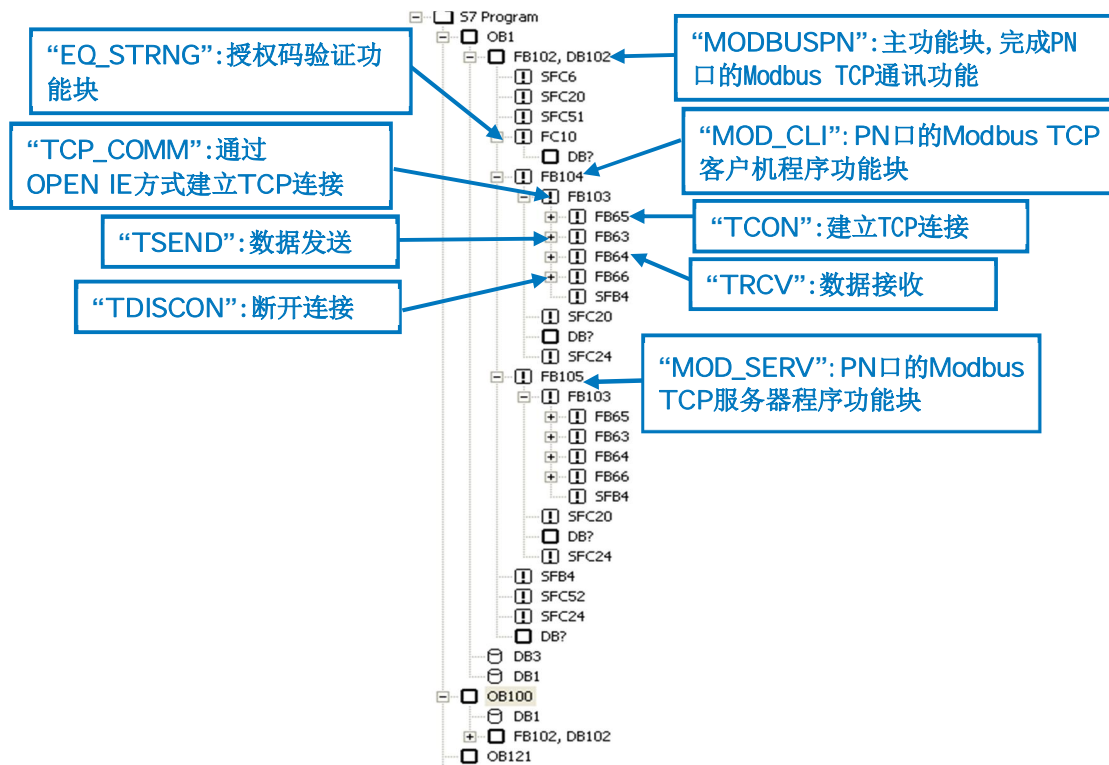 S7 Program
OB1
FB102, DB102
SFC6
SFC20
SFC51
FC10
DB?
FB104
FB103
FB65
FB63
FB64
FB66
SFB4
SFC20
DB?
SFC24
FB105
FB103
FB65
FB63
FB64
FB66
SFB4
SFC20
DB?
SFC24
SFB4
SFC52
SFC24
DB?
DB3
DB1
OB100
DB1
FB102, DB102
OB121
“EQ_STRNG”:授权码验证功
能块
“TCP_COMM”:通过
OPEN IE方式建立TCP连接
“TSEND”:数据发送
“TDISCON”:断开连接
“MODBUSPN”:主功能块,完成PN
口的Modbus TCP通讯功能
“MOD_CLI”:PN口的Modbus TCP
客户机程序功能块
“TCON”:建立TCP连接
“TRCV”:数据接收
“MOD_SERV”:PN口的Modbus
TCP服务器程序功能块